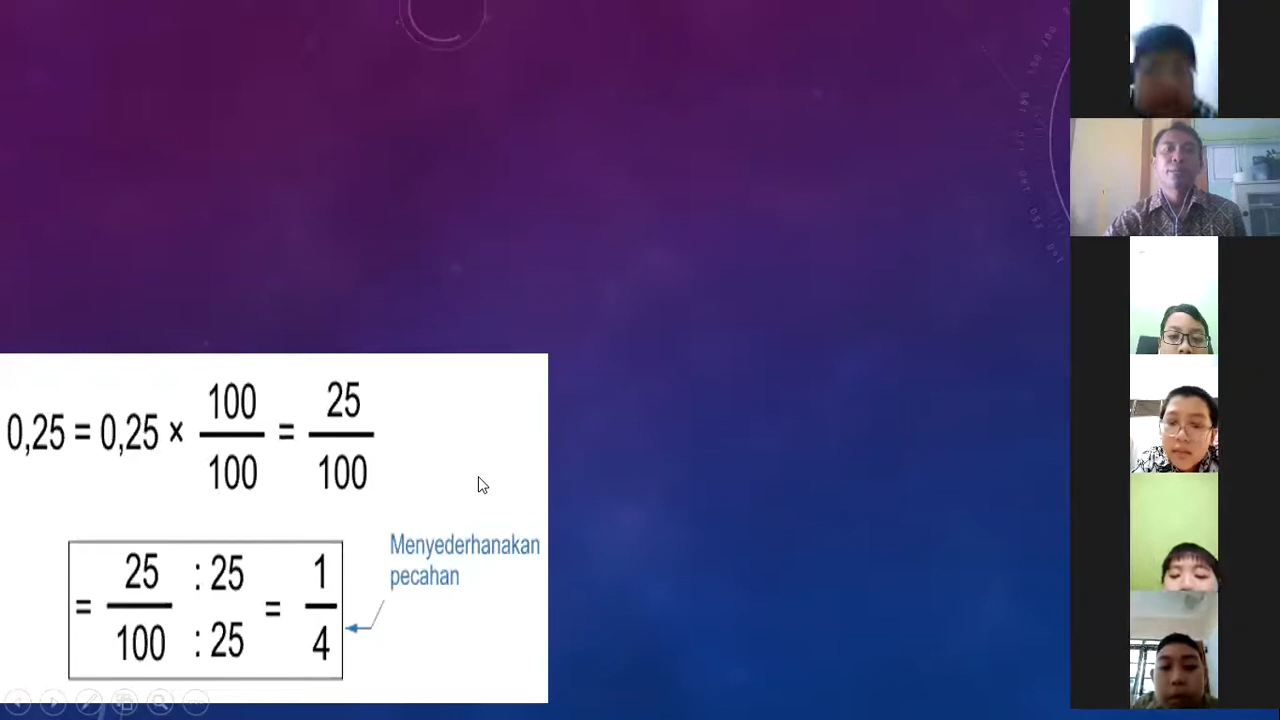 0,25 = 0,25 × 100/100 = 25/100
= 25/100 : 25/: 25 = 1/4
Menyederhanakan
pecahan